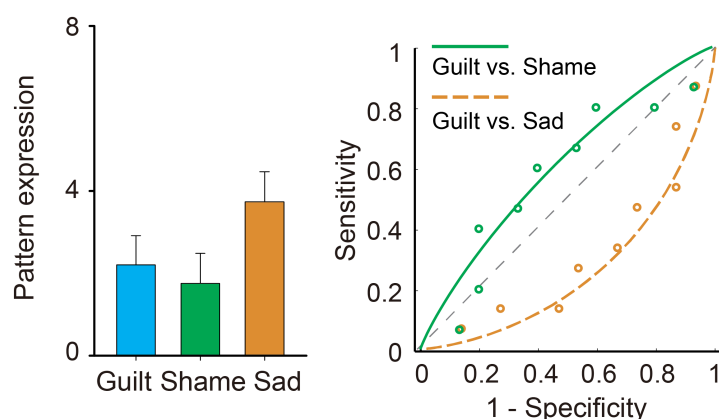 8
4
0
Pattern expression
Guilt Shame Sad
1
0.8
0.6
0.4
0.2
0
Sensitivity
Guilt vs. Shame
Guilt vs. Sad
0 0.2 0.4 0.6 0.8 1
1 - Specificity